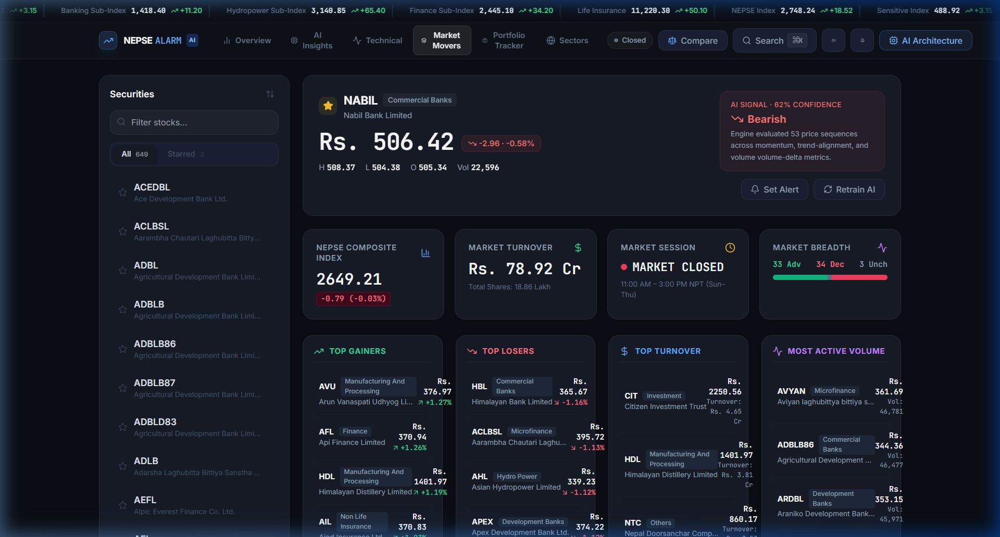 +3.15 Banking Sub-Index 1,418.40 +11.20 Hydropower Sub-Index 3,140.85 +65.40 Finance Sub-Index 2,445.10 +34.20 Life Insurance 11,220.30 +50.10 NEPSE Index 2,748.24 +18.52 Sensitive Index 488.92 +3.15
NEPSE ALARM AI
Overview
AI
Insights
Technical
Market
Movers
Portfolio
Tracker
Sectors
Closed
Compare
Search ⌘K
AI Architecture
Securities
Filter stocks...
All 649 Starred 3
ACEDBL
Ace Development Bank Ltd.
ACLBSL
Aarambha Chautari Laghubitta Bitty...
ADBL
Agricultural Development Bank Limi...
ADBLB
Agricultural Development Bank Limi...
ADBLB86
Agricultural Development Bank Limi...
ADBLB87
Agricultural Development Bank Limi...
ADBLD83
Agricultural Development Bank Limi...
ADLB
Adarsha Laghubitta Bittiya Sanstha ...
AEFL
Alpic Everest Finance Co. Ltd.
NABIL Commercial Banks
Nabil Bank Limited
Rs. 506.42 -2.96 · -0.58%
H 508.37 L 504.38 O 505.34 Vol 22,596
AI SIGNAL · 62% CONFIDENCE
Bearish
Engine evaluated 53 price sequences
across momentum, trend-alignment, and
volume volume-delta metrics.
Set Alert
Retrain AI
NEPSE COMPOSITE
INDEX
2649.21
-0.79 (-0.03%)
MARKET TURNOVER
Rs. 78.92 Cr
Total Shares: 18.86 Lakh
MARKET SESSION
MARKET CLOSED
11:00 AM – 3:00 PM NPT (Sun–
Thu)
MARKET BREADTH
33 Adv 34 Dec 3 Unch
TOP GAINERS
AVU Manufacturing And
Processing
Arun Vanaspati Udhyog Li...
Rs.
376.97
+1.27%
AFL Finance
Api Finance Limited
Rs.
370.94
+1.26%
HDL Manufacturing And
Processing
Himalayan Distillery Limited
Rs.
1401.97
+1.19%
AIL Non Life
Insurance
Rs.
370.83
TOP LOSERS
HBL Commercial
Banks
Himalayan Bank Limited
Rs.
365.67
-1.16%
ACLBSL Microfinance
Aarambha Chautari Laghu...
Rs.
395.72
-1.13%
AHL Hydro Power
Asian Hydropower Limited
Rs.
339.23
-1.12%
APEX Development Banks
Apex Development Bank Ltd.
Rs.
374.22
TOP TURNOVER
CIT Investment
Citizen Investment Trust
Rs.
2250.56
Turnover:
Rs. 4.65
Cr
HDL Manufacturing And
Processing
Himalayan Distillery Limited
Rs.
1401.97
Turnover:
Rs. 3.81
Cr
NTC Others
Nepal Doorsanchar Comp...
Rs.
860.17
Turnover:
MOST ACTIVE VOLUME
AVYAN Microfinance
Aviyan laghubittya bittiya s...
Rs.
361.69
Vol:
46,781
ADBLB86 Commercial
Banks
Agricultural Development ...
Rs.
344.36
Vol:
46,477
ARDBL Development
Banks
Araniko Development Bank...
Rs.
353.15
Vol:
45,971